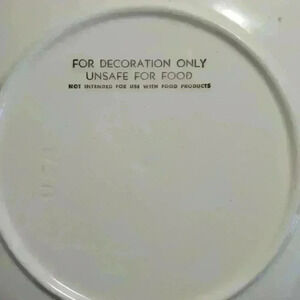 FOR DECORATION ONLY
UNSAFE FOR FOOD
NOT INTENDED FOR USE WITH FOOD PRODUCTS